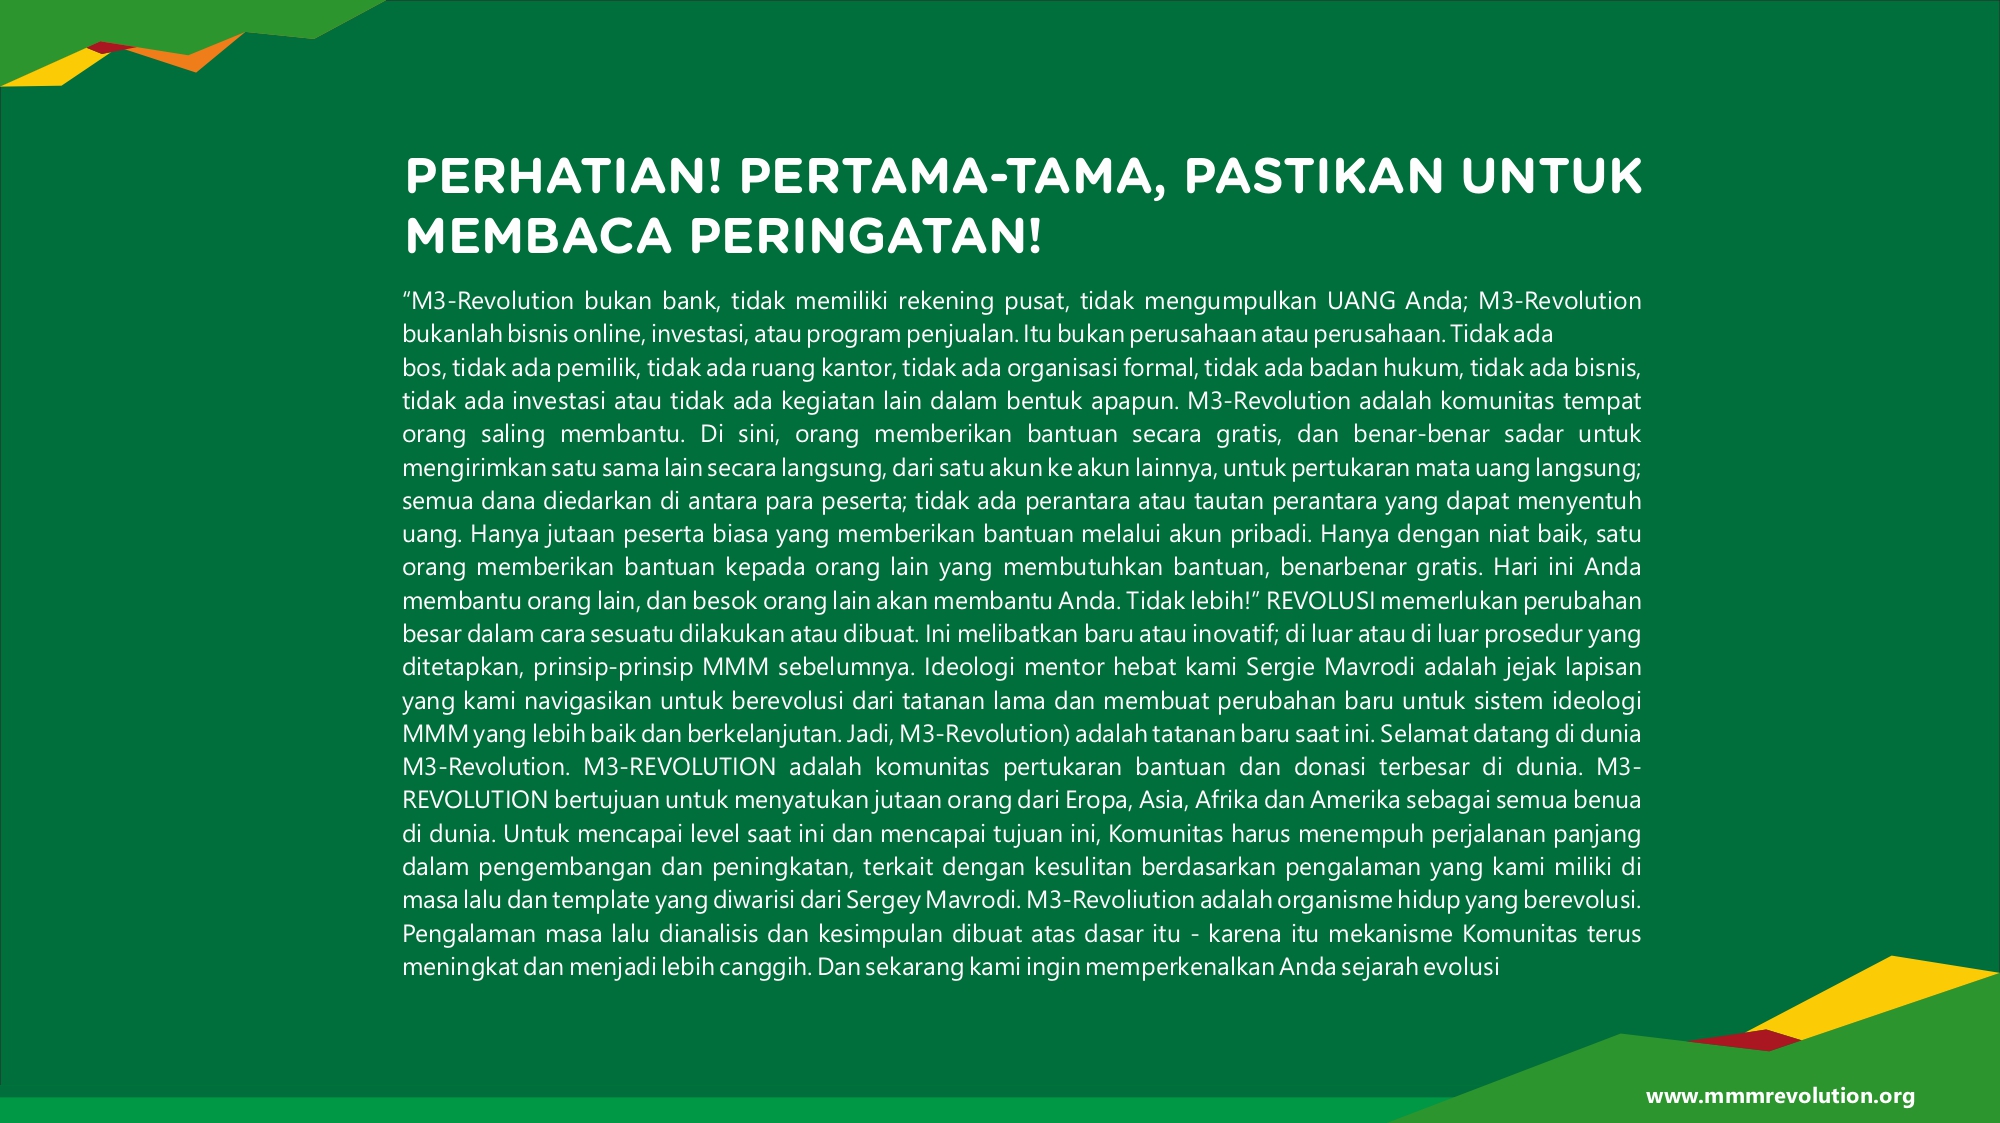 PERHATIAN! PERTAMA-TAMA, PASTIKAN UNTUK
MEMBACA PERINGATAN!
“M3-Revolution bukan bank, tidak memiliki rekening pusat, tidak mengumpulkan UANG Anda; M3-Revolution
bukanlah bisnis online, investasi, atau program penjualan. Itu bukan perusahaan atau perusahaan. Tidak ada
bos, tidak ada pemilik, tidak ada ruang kantor, tidak ada organisasi formal, tidak ada badan hukum, tidak ada bisnis,
tidak ada investasi atau tidak ada kegiatan lain dalam bentuk apapun. M3-Revolution adalah komunitas tempat
orang saling membantu. Di sini, orang memberikan bantuan secara gratis, dan benar-benar sadar untuk
mengirimkan satu sama lain secara langsung, dari satu akun ke akun lainnya, untuk pertukaran mata uang langsung;
semua dana diedarkan di antara para peserta; tidak ada perantara atau tautan perantara yang dapat menyentuh
uang. Hanya jutaan peserta biasa yang memberikan bantuan melalui akun pribadi. Hanya dengan niat baik, satu
orang memberikan bantuan kepada orang lain yang membutuhkan bantuan, benarbenar gratis. Hari ini Anda
membantu orang lain, dan besok orang lain akan membantu Anda. Tidak lebih!” REVOLUSI memerlukan perubahan
besar dalam cara sesuatu dilakukan atau dibuat. Ini melibatkan baru atau inovatif; di luar atau di luar prosedur yang
ditetapkan, prinsip-prinsip MMM sebelumnya. Ideologi mentor hebat kami Sergie Mavrodi adalah jejak lapisan
yang kami navigasikan untuk berevolusi dari tatanan lama dan membuat perubahan baru untuk sistem ideologi
MMM yang lebih baik dan berkelanjutan. Jadi, M3-Revolution) adalah tatanan baru saat ini. Selamat datang di dunia
M3-Revolution. M3-REVOLUTION adalah komunitas pertukaran bantuan dan donasi terbesar di dunia. M3-
REVOLUTION bertujuan untuk menyatukan jutaan orang dari Eropa, Asia, Afrika dan Amerika sebagai semua benua
di dunia. Untuk mencapai level saat ini dan mencapai tujuan ini, Komunitas harus menempuh perjalanan panjang
dalam pengembangan dan peningkatan, terkait dengan kesulitan berdasarkan pengalaman yang kami miliki di
masa lalu dan template yang diwarisi dari Sergey Mavrodi. M3-Revoliution adalah organisme hidup yang berevolusi.
Pengalaman masa lalu dianalisis dan kesimpulan dibuat atas dasar itu - karena itu mekanisme Komunitas terus
meningkat dan menjadi lebih canggih. Dan sekarang kami ingin memperkenalkan Anda sejarah evolusi
www.mmmrevolution.org